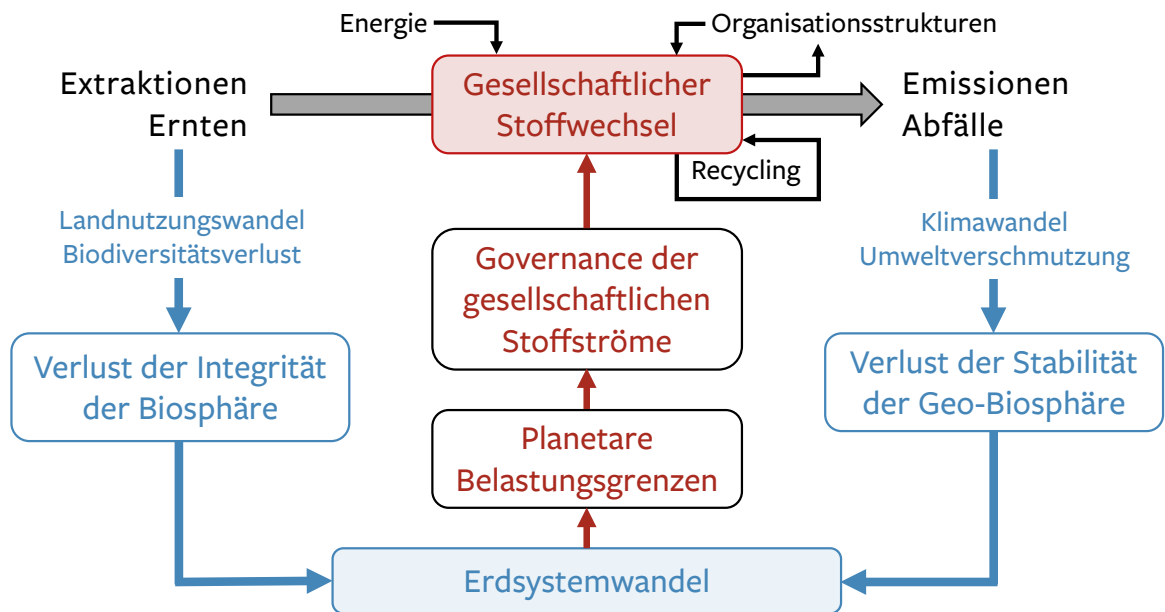 Energie
Organisationsstrukturen
Extraktionen
Ernten
Gesellschaftlicher
Stoffwechsel
Emissionen
Abfälle
Recycling
Landnutzungswandel
Biodiversitätsverlust
Governance der
gesellschaftlichen
Stoffströme
Klimawandel
Umweltverschmutzung
Verlust der Integrität
der Biosphäre
Verlust der Stabilität
der Geo-Biosphäre
Planetare
Belastungsgrenzen
Erdsystemwandel